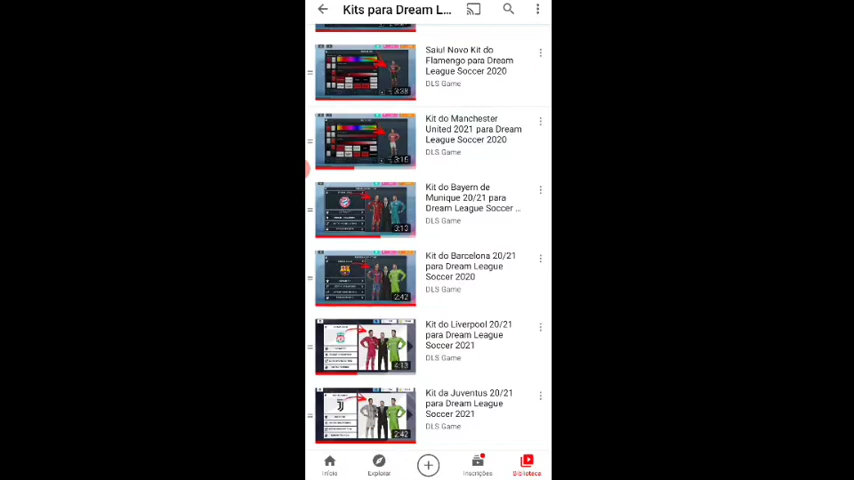 Kits para Dream L...
Saiu! Novo Kit do
Flamengo para Dream
League Soccer 2020
DLS Game
3:38
Kit do Manchester
United 2021 para Dream
League Soccer 2020
DLS Game
3:16
Kit do Bayern de
Munique 20/21 para
Dream League Soccer ...
DLS Game
3:10
Kit do Barcelona 20/21
para Dream League
Soccer 2020
DLS Game
2:42
Kit do Liverpool 20/21
para Dream League
Soccer 2021
DLS Game
4:13
Kit da Juventus 20/21
para Dream League
Soccer 2021
DLS Game
2:42
Início
Explorar
Inscrições
Biblioteca